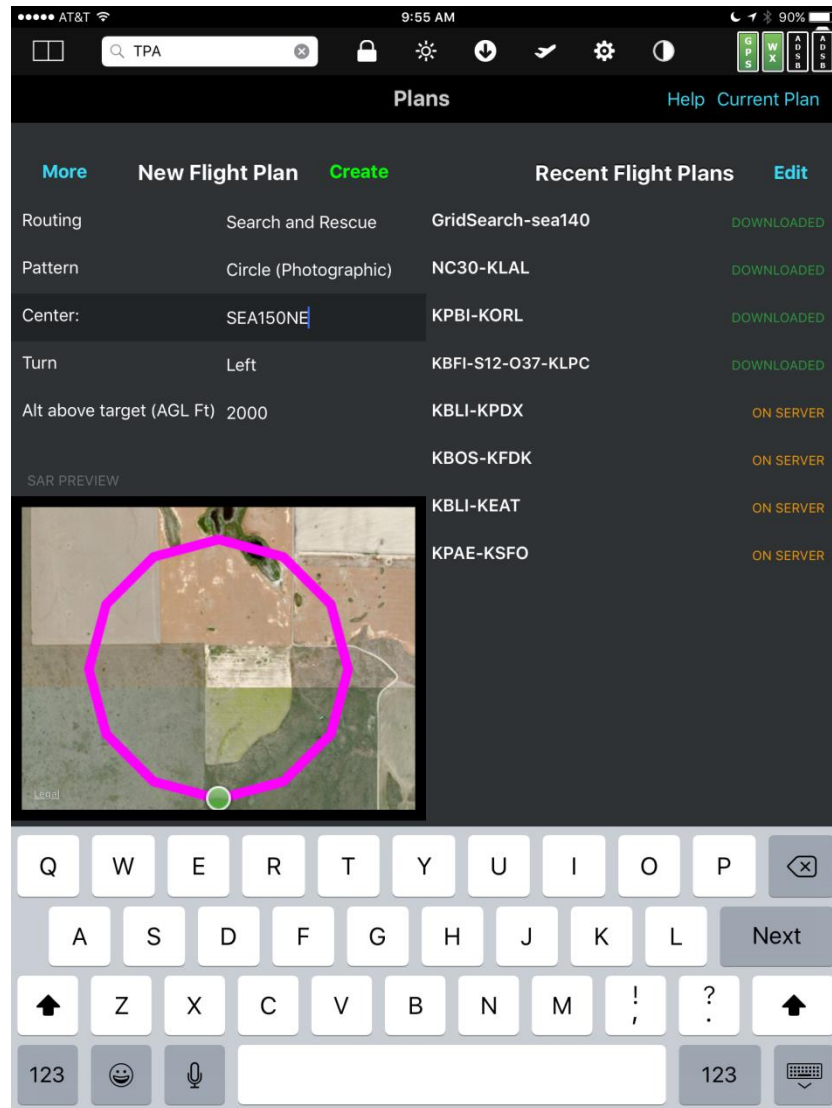 AT&T 9:55 AM 90%
TPA GPS WX ADSB ADSB
Plans Help Current Plan
More New Flight Plan Create Recent Flight Plans Edit
Routing Search and Rescue GridSearch-sea140 DOWNLOADED
Pattern Circle (Photographic) NC30-KLAL DOWNLOADED
Center: SEA150NE KPBI-KORL DOWNLOADED
Turn Left KBFI-S12-O37-KLPC DOWNLOADED
Alt above target (AGL Ft) 2000 KBLI-KPDX ON SERVER
KBOS-KFDK ON SERVER
SAR PREVIEW
KBLI-KEAT ON SERVER
KPAE-KSFO ON SERVER
Legal
Q W E R T Y U I O P
A S D F G H J K L Next
Z X C V B N M ! , ? .
123 123